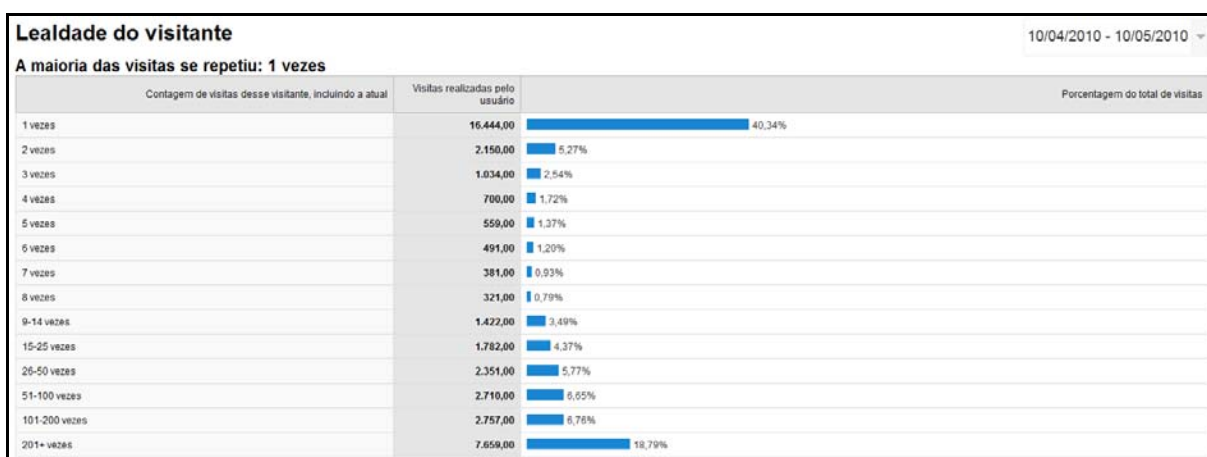 Lealdade do visitante
10/04/2010 - 10/05/2010
A maioria das visitas se repetiu: 1 vezes
Contagem de visitas desse visitante, incluindo a atual
Visitas realizadas pelo
usuário
Porcentagem do total de visitas
1 vezes 16.444,00 40,34%
2 vezes 2.150,00 5,27%
3 vezes 1.034,00 2,54%
4 vezes 700,00 1,72%
5 vezes 559,00 1,37%
6 vezes 491,00 1,20%
7 vezes 381,00 0,93%
8 vezes 321,00 0,79%
9-14 vezes 1.422,00 3,49%
15-25 vezes 1.782,00 4,37%
26-50 vezes 2.351,00 5,77%
51-100 vezes 2.710,00 6,65%
101-200 vezes 2.757,00 6,76%
201+ vezes 7.659,00 18,79%